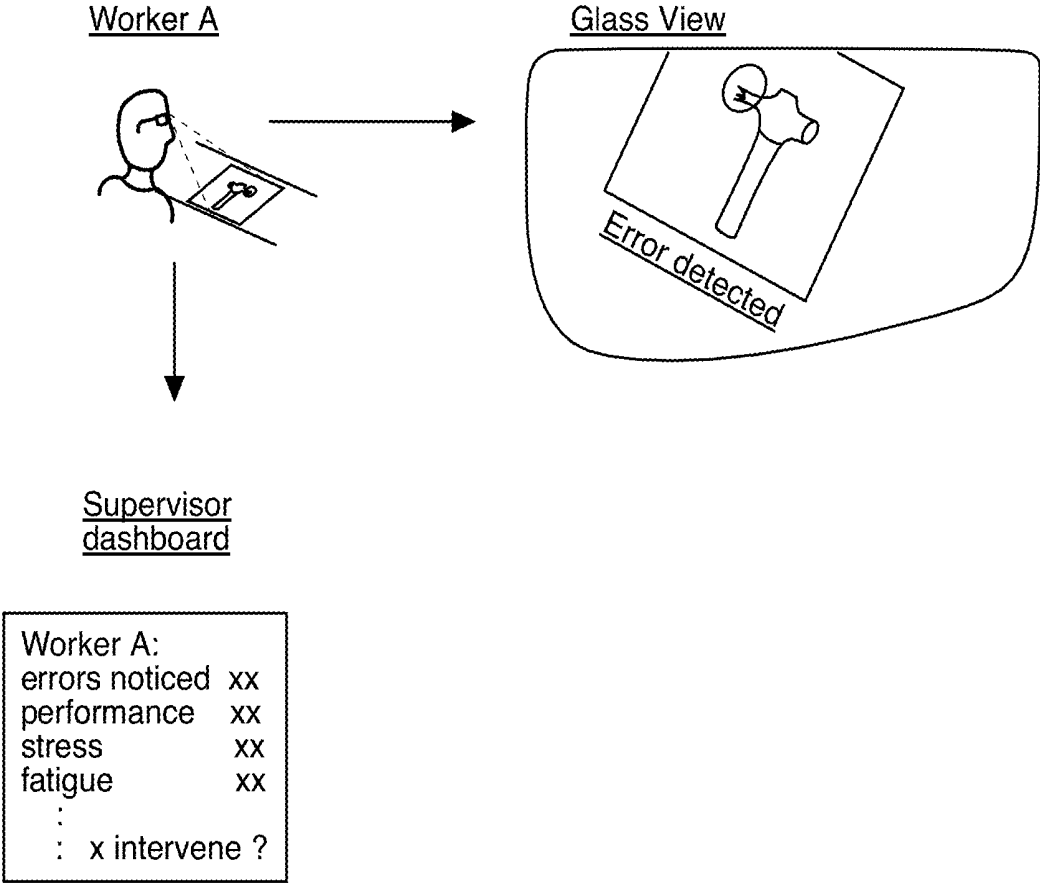 Worker A
Glass View
Error detected
Supervisor
dashboard
Worker A:
errors noticed xx
performance xx
stress xx
fatigue xx
:
: x intervene ?